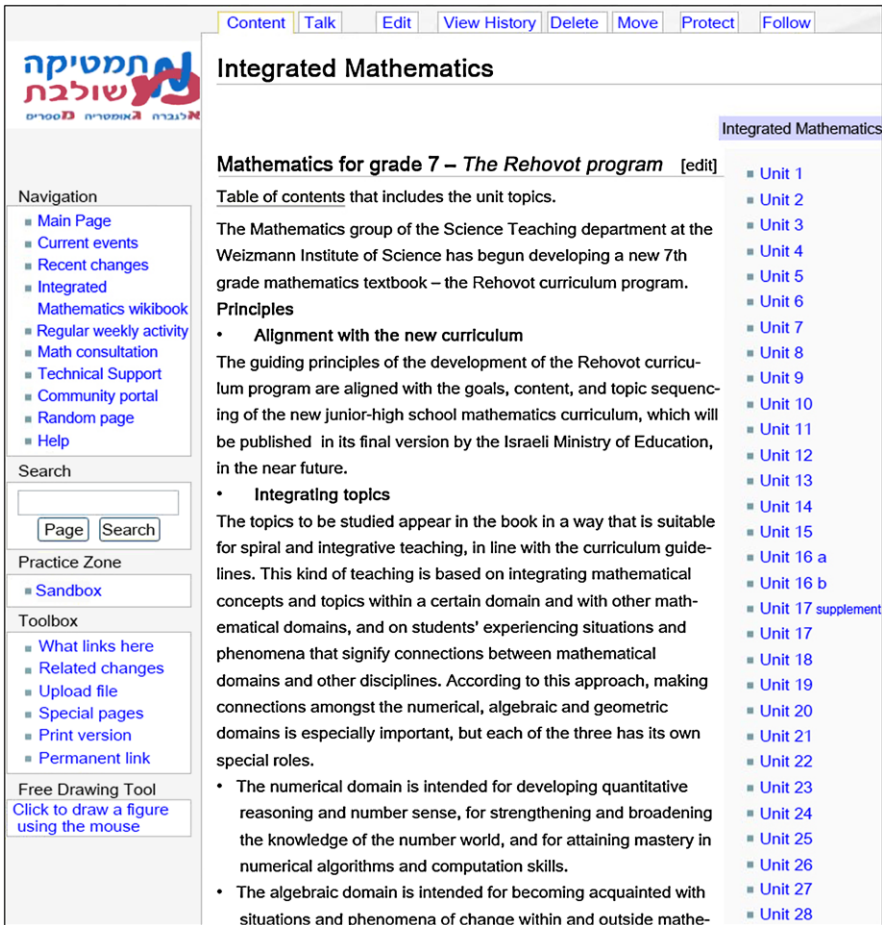 Content
Talk
Edit
View History
Delete
Move
Protect
Follow
מתמטיקה
שולבת
אלגברה גאומטריה מספרים
Integrated Mathematics
Navigation
Main Page
Current events
Recent changes
Integrated
Mathematics wikibook
Regular weekly activity
Math consultation
Technical Support
Community portal
Random page
Help
Search
Page
Search
Practice Zone
Sandbox
Toolbox
What links here
Related changes
Upload file
Special pages
Print version
Permanent link
Free Drawing Tool
Click to draw a figure
using the mouse
Mathematics for grade 7 – The Rehovot program [edit]
Table of contents that includes the unit topics.
The Mathematics group of the Science Teaching department at the
Weizmann Institute of Science has begun developing a new 7th
grade mathematics textbook – the Rehovot curriculum program.
Principles
• Alignment with the new curriculum
The guiding principles of the development of the Rehovot curricu-
lum program are aligned with the goals, content, and topic sequenc-
ing of the new junior-high school mathematics curriculum, which will
be published in its final version by the Israeli Ministry of Education,
in the near future.
• Integrating topics
The topics to be studied appear in the book in a way that is suitable
for spiral and integrative teaching, in line with the curriculum guide-
lines. This kind of teaching is based on integrating mathematical
concepts and topics within a certain domain and with other math-
ematical domains, and on students' experiencing situations and
phenomena that signify connections between mathematical
domains and other disciplines. According to this approach, making
connections amongst the numerical, algebraic and geometric
domains is especially important, but each of the three has its own
special roles.
• The numerical domain is intended for developing quantitative
reasoning and number sense, for strengthening and broadening
the knowledge of the number world, and for attaining mastery in
numerical algorithms and computation skills.
• The algebraic domain is intended for becoming acquainted with
situations and phenomena of change within and outside mathe-
Integrated Mathematics
Unit 1
Unit 2
Unit 3
Unit 4
Unit 5
Unit 6
Unit 7
Unit 8
Unit 9
Unit 10
Unit 11
Unit 12
Unit 13
Unit 14
Unit 15
Unit 16 a
Unit 16 b
Unit 17 supplement
Unit 17
Unit 18
Unit 19
Unit 20
Unit 21
Unit 22
Unit 23
Unit 24
Unit 25
Unit 26
Unit 27
Unit 28